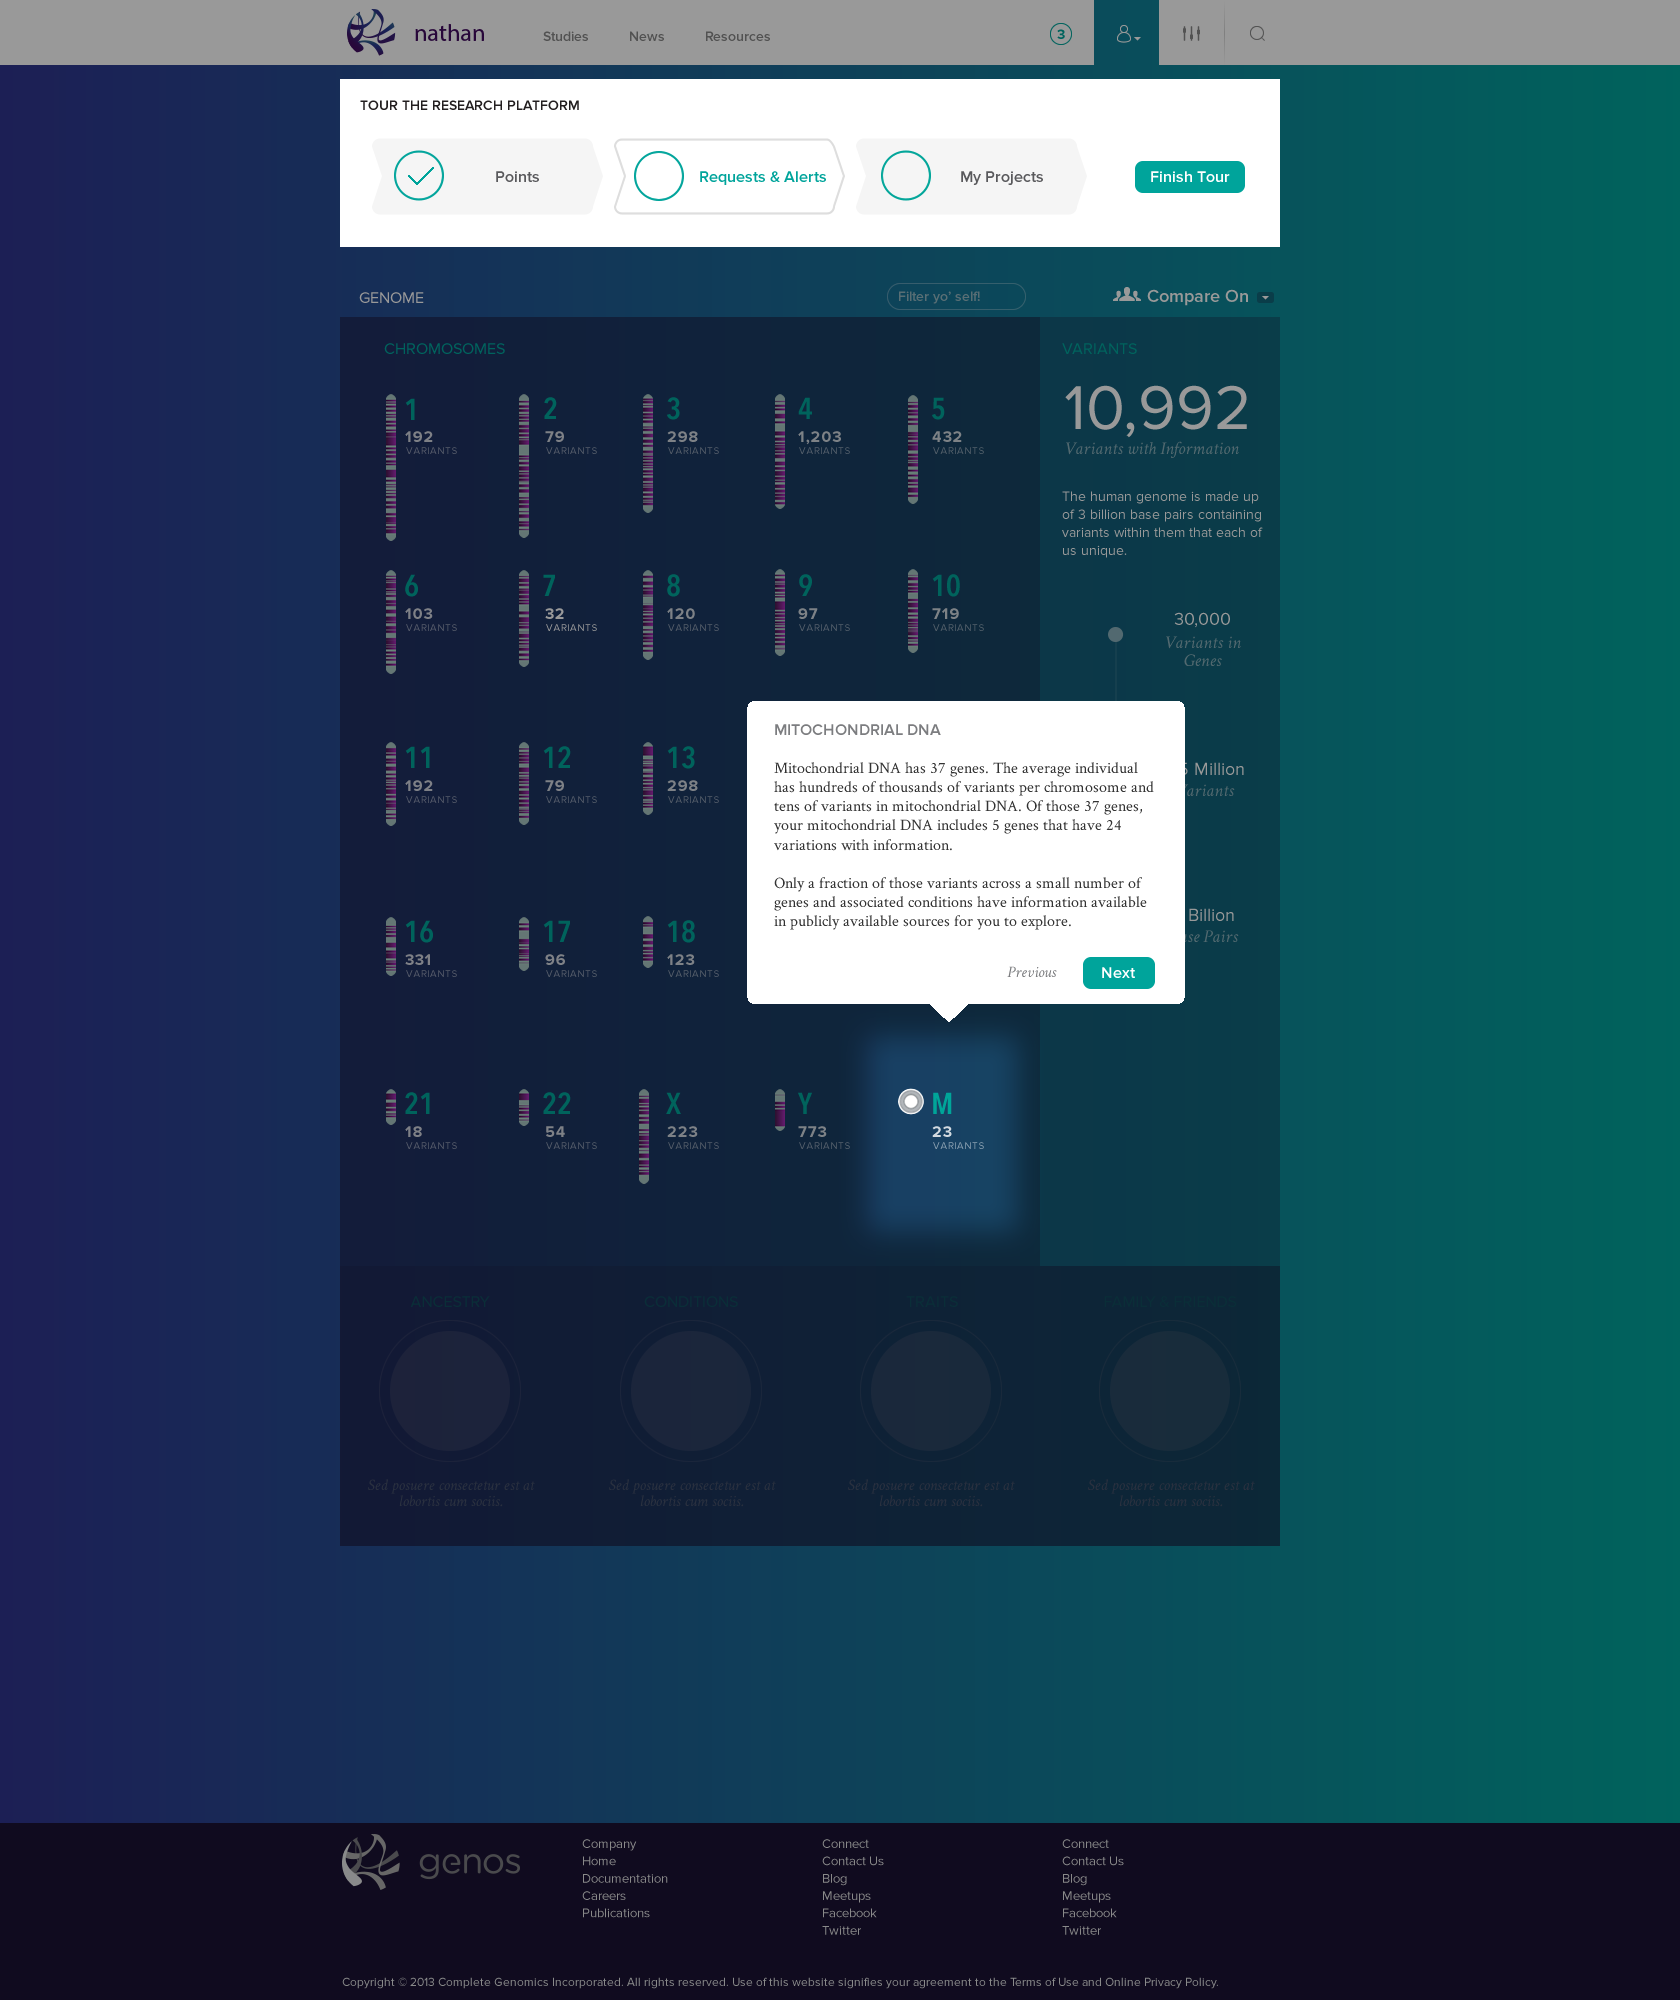 nathan
Studies News Resources
3
TOUR THE RESEARCH PLATFORM
Points
Requests & Alerts
My Projects
Finish Tour
GENOME
Filter yo' self!
Compare On
CHROMOSOMES
1
192
VARIANTS
2
79
VARIANTS
3
298
VARIANTS
4
1,203
VARIANTS
5
432
VARIANTS
6
103
VARIANTS
7
32
VARIANTS
8
120
VARIANTS
9
97
VARIANTS
10
719
VARIANTS
11
192
VARIANTS
12
79
VARIANTS
13
298
VARIANTS
16
331
VARIANTS
17
96
VARIANTS
18
123
VARIANTS
21
18
VARIANTS
22
54
VARIANTS
X
223
VARIANTS
Y
773
VARIANTS
M
23
VARIANTS
VARIANTS
10,992
Variants with Information
The human genome is made up
of 3 billion base pairs containing
variants within them that each of
us unique.
30,000
Variants in
Genes
Million
Billion
Pairs
MITOCHONDRIAL DNA
Mitochondrial DNA has 37 genes. The average individual
has hundreds of thousands of variants per chromosome and
tens of variants in mitochondrial DNA. Of those 37 genes,
your mitochondrial DNA includes 5 genes that have 24
variations with information.
Only a fraction of those variants across a small number of
genes and associated conditions have information available
in publicly available sources for you to explore.
Previous
Next
ANCESTRY
Sed posuere consectetur est at
lobortis cum sociis.
CONDITIONS
Sed posuere consectetur est at
lobortis cum sociis.
TRAITS
Sed posuere consectetur est at
lobortis cum sociis.
FAMILY & FRIENDS
Sed posuere consectetur est at
lobortis cum sociis.
genos
Company
Home
Documentation
Careers
Publications
Connect
Contact Us
Blog
Meetups
Facebook
Twitter
Connect
Contact Us
Blog
Meetups
Facebook
Twitter
Copyright © 2013 Complete Genomics Incorporated. All rights reserved. Use of this website signifies your agreement to the Terms of Use and Online Privacy Policy.